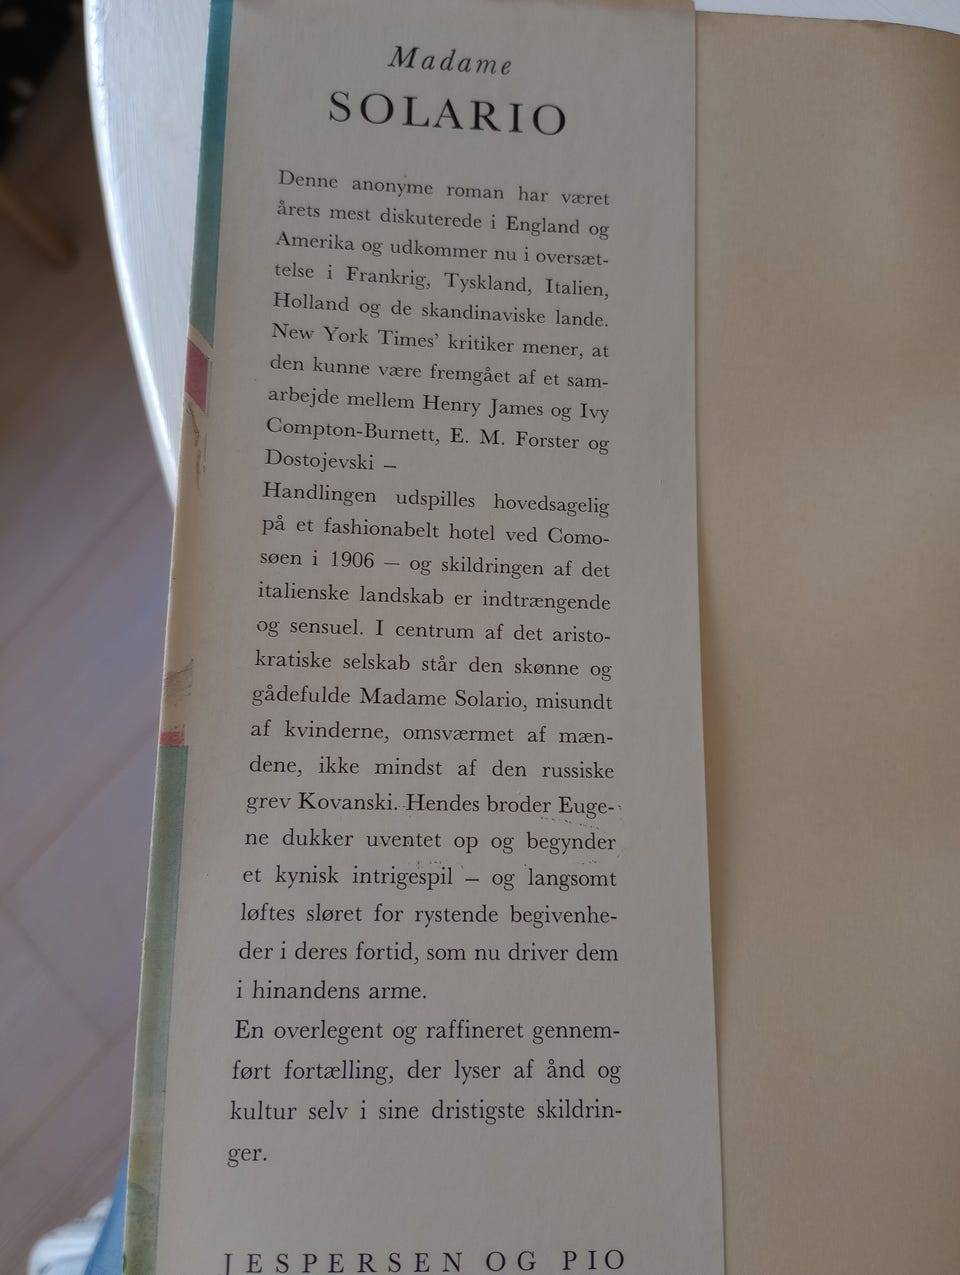 Madame
SOLARIO
Denne anonyme roman har været
årets mest diskuterede i England og
Amerika og udkommer nu i oversæt-
telse i Frankrig, Tyskland, Italien,
Holland og de skandinaviske lande.
New York Times’ kritiker mener, at
den kunne være fremgået af et sam-
arbejde mellem Henry James og Ivy
Compton-Burnett, E. M. Forster og
Dostojevski –
Handlingen udspilles hovedsagelig
på et fashionabelt hotel ved Como-
søen i 1906 – og skildringen af det
italienske landskab er indtrængende
og sensuel. I centrum af det aristo-
kratiske selskab står den skønne og
gådefulde Madame Solario, misundt
af kvinderne, omsværmet af mæn-
dene, ikke mindst af den russiske
grev Kovanski. Hendes broder Euge-
ne dukker uventet op og begynder
et kynisk intrigespil – og langsomt
løftes sløret for rystende begivenhe-
der i deres fortid, som nu driver dem
i hinandens arme.
En overlegent og raffineret gennem-
ført fortælling, der lyser af ånd og
kultur selv i sine dristigste skildrin-
ger.
JESPERSEN OG PIO